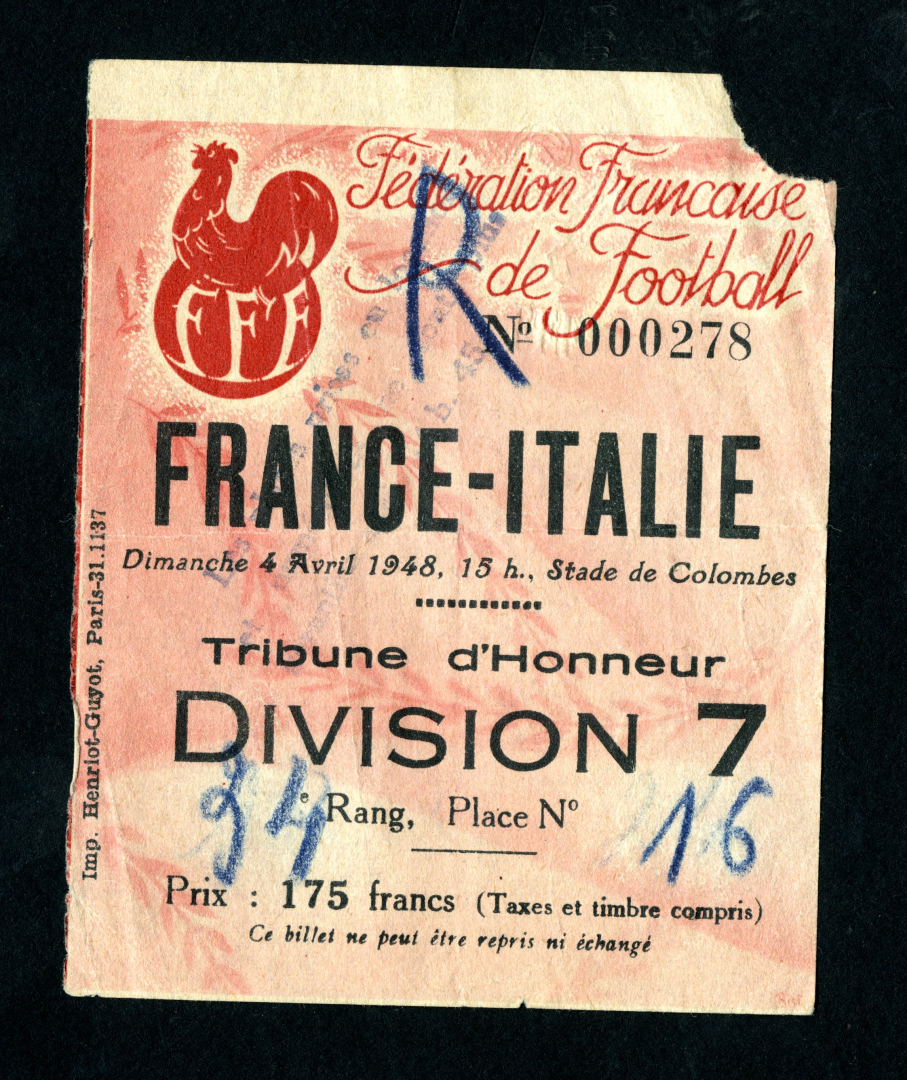 Fédération Française
de Football
FFF
R
Nº 000278
FRANCE-ITALIE
Dimanche 4 Avril 1948, 15 h., Stade de Colombes
Tribune d'Honneur
DIVISION 7
34 e Rang, Place Nº 16
Prix : 175 francs (Taxes et timbre compris)
Ce billet ne peut être repris ni échangé
Imp. Henriot-Guyot, Paris-31.1137